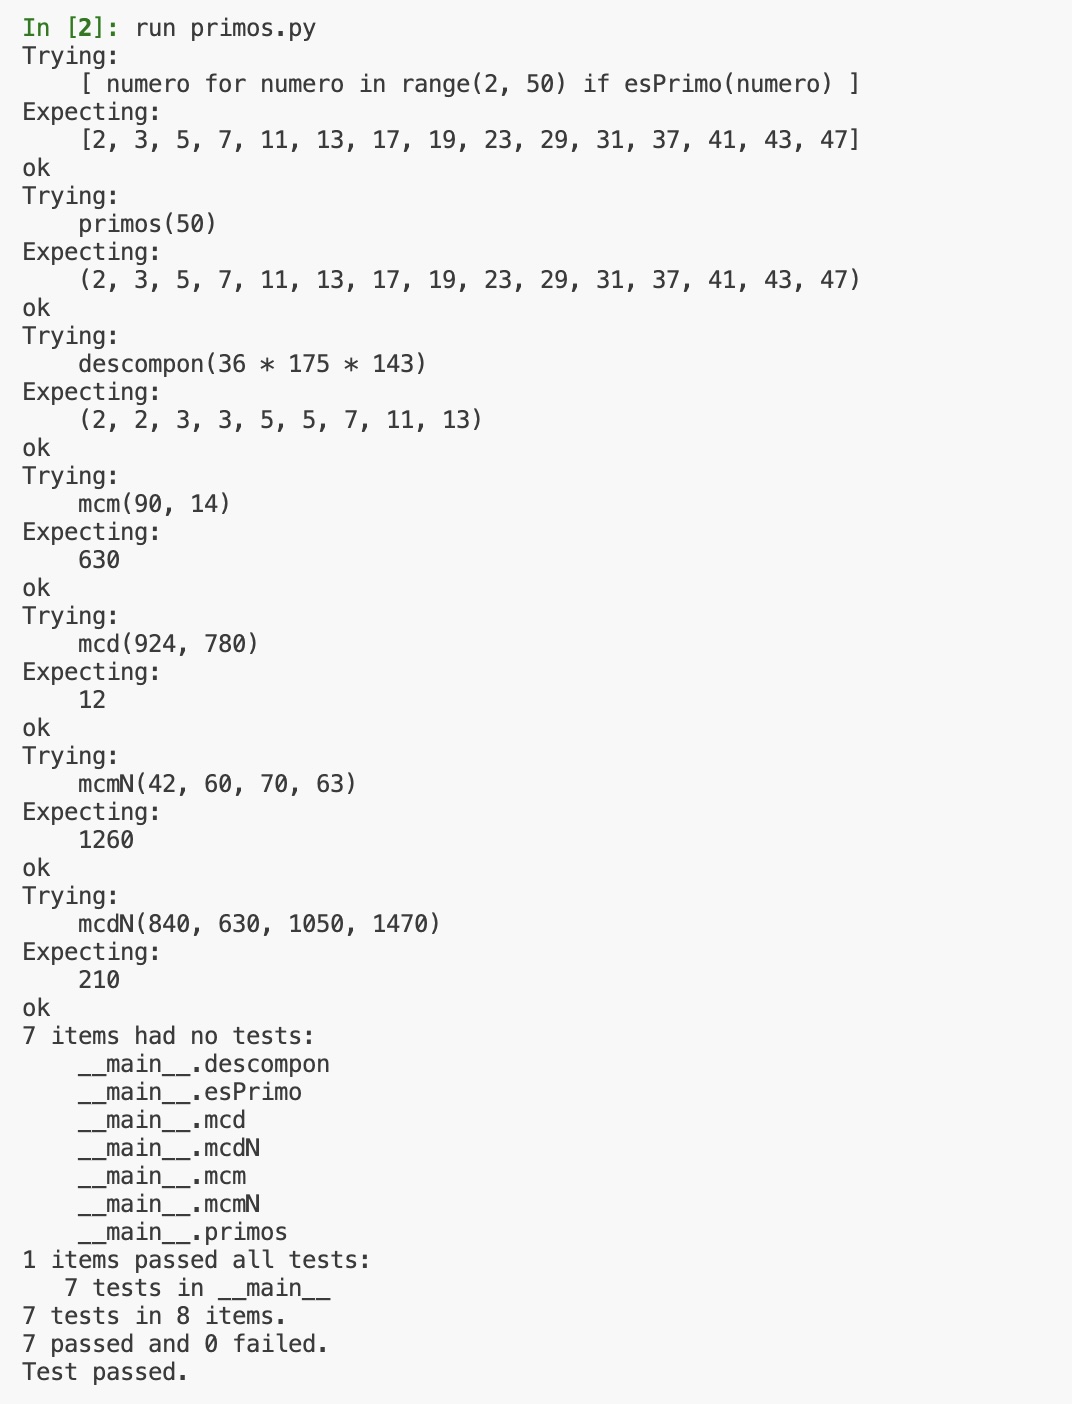 In [2]: run primos.py
Trying:
    [ numero for numero in range(2, 50) if esPrimo(numero) ]
Expecting:
    [2, 3, 5, 7, 11, 13, 17, 19, 23, 29, 31, 37, 41, 43, 47]
ok
Trying:
    primos(50)
Expecting:
    (2, 3, 5, 7, 11, 13, 17, 19, 23, 29, 31, 37, 41, 43, 47)
ok
Trying:
    descompon(36 * 175 * 143)
Expecting:
    (2, 2, 3, 3, 5, 5, 7, 11, 13)
ok
Trying:
    mcm(90, 14)
Expecting:
    630
ok
Trying:
    mcd(924, 780)
Expecting:
    12
ok
Trying:
    mcmN(42, 60, 70, 63)
Expecting:
    1260
ok
Trying:
    mcdN(840, 630, 1050, 1470)
Expecting:
    210
ok
7 items had no tests:
    __main__.descompon
    __main__.esPrimo
    __main__.mcd
    __main__.mcdN
    __main__.mcm
    __main__.mcmN
    __main__.primos
1 items passed all tests:
   7 tests in __main__
7 tests in 8 items.
7 passed and 0 failed.
Test passed.